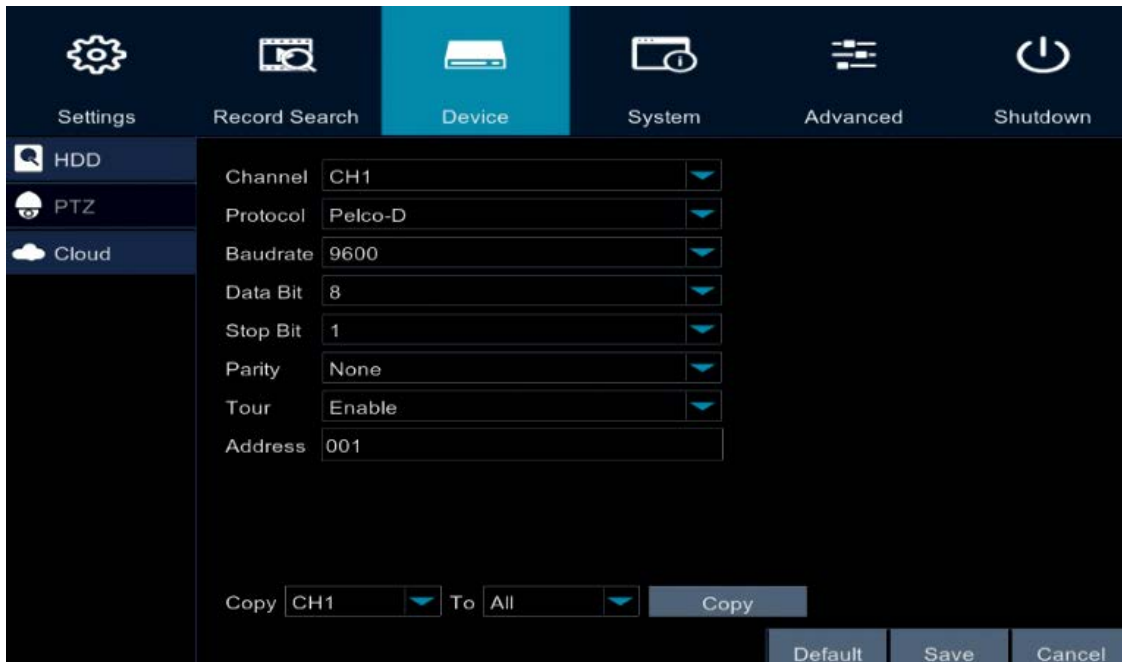 Settings Record Search Device System Advanced Shutdown
HDD
PTZ
Cloud
Channel CH1
Protocol Pelco-D
Baudrate 9600
Data Bit 8
Stop Bit 1
Parity None
Tour Enable
Address 001
Copy CH1 To All Copy
Default Save Cancel